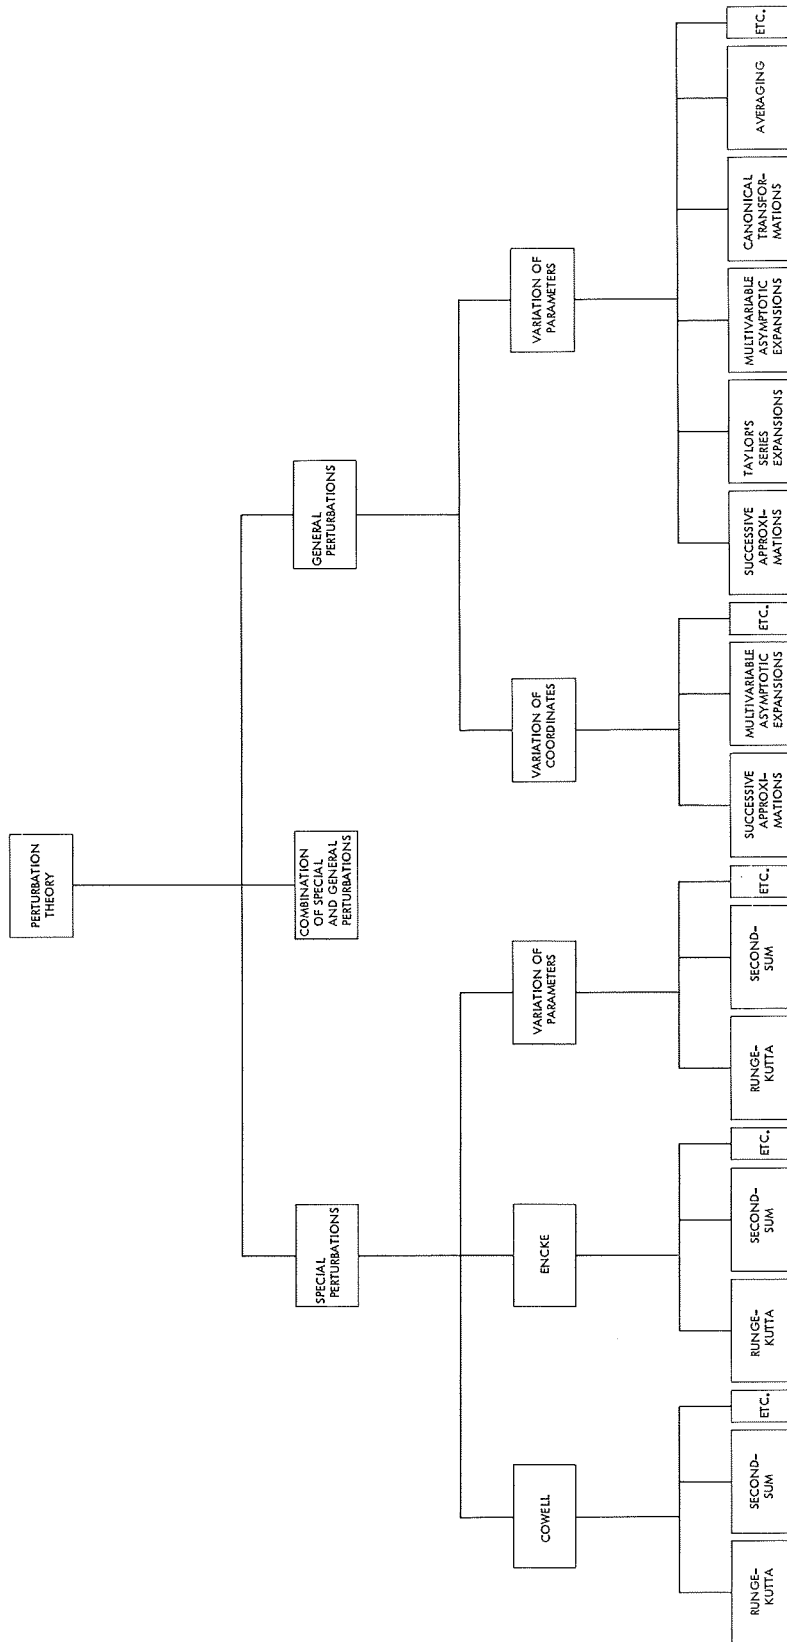 PERTURBATION
THEORY
SPECIAL
PERTURBATIONS
COMBINATION
OF SPECIAL
AND GENERAL
PERTURBATIONS
GENERAL
PERTURBATIONS
COWELL
ENCKE
VARIATION OF
PARAMETERS
VARIATION OF
COORDINATES
VARIATION OF
PARAMETERS
RUNGE-
KUTTA
SECOND-
SUM
ETC.
RUNGE-
KUTTA
SECOND-
SUM
ETC.
RUNGE-
KUTTA
SECOND-
SUM
ETC.
SUCCESSIVE
APPROXI-
MATIONS
MULTIVARIABLE
ASYMPTOTIC
EXPANSIONS
ETC.
SUCCESSIVE
APPROXI-
MATIONS
TAYLOR'S
SERIES
EXPANSIONS
MULTIVARIABLE
ASYMPTOTIC
EXPANSIONS
CANONICAL
TRANSFOR-
MATIONS
AVERAGING
ETC.